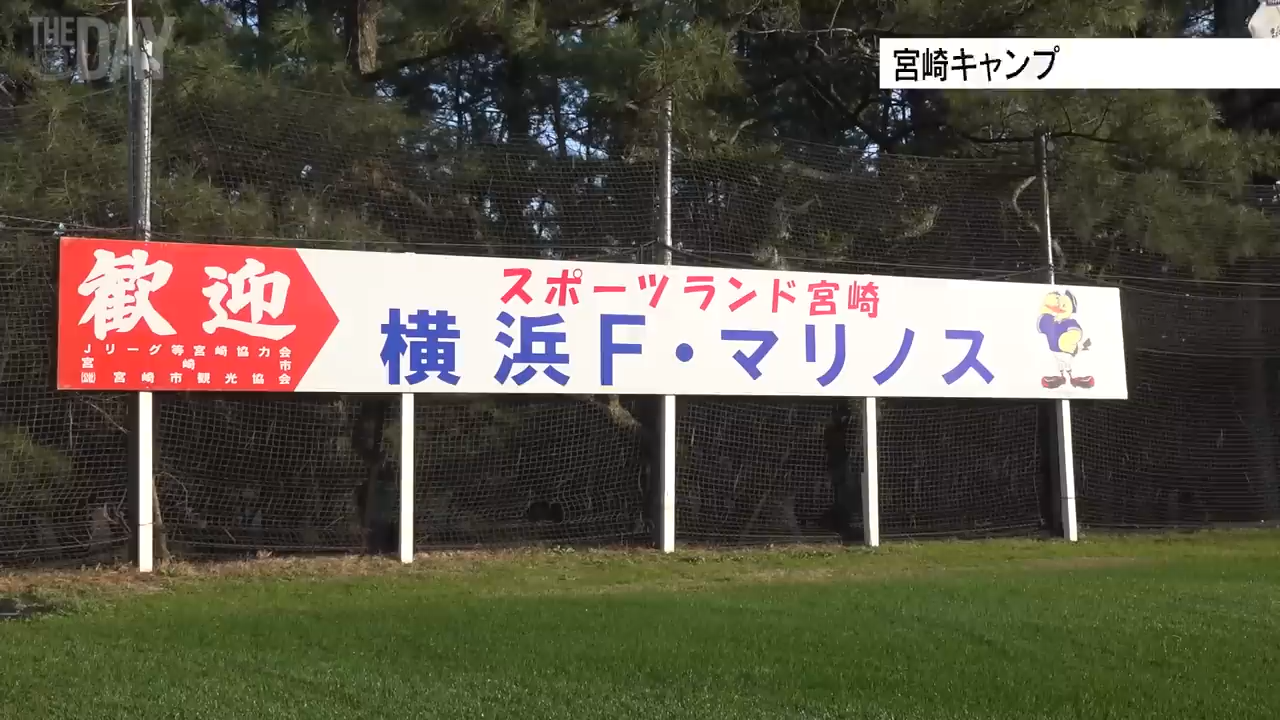 THE DAY
宮崎キャンプ
歓迎
Jリーグ等宮崎協力会
宮崎市
宮崎市観光協会
スポーツランド宮崎
横浜F・マリノス